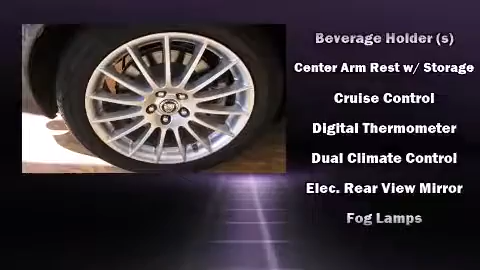 Beverage Holder (s)
Center Arm Rest w/ Storage
Cruise Control
Digital Thermometer
Dual Climate Control
Elec. Rear View Mirror
Fog Lamps